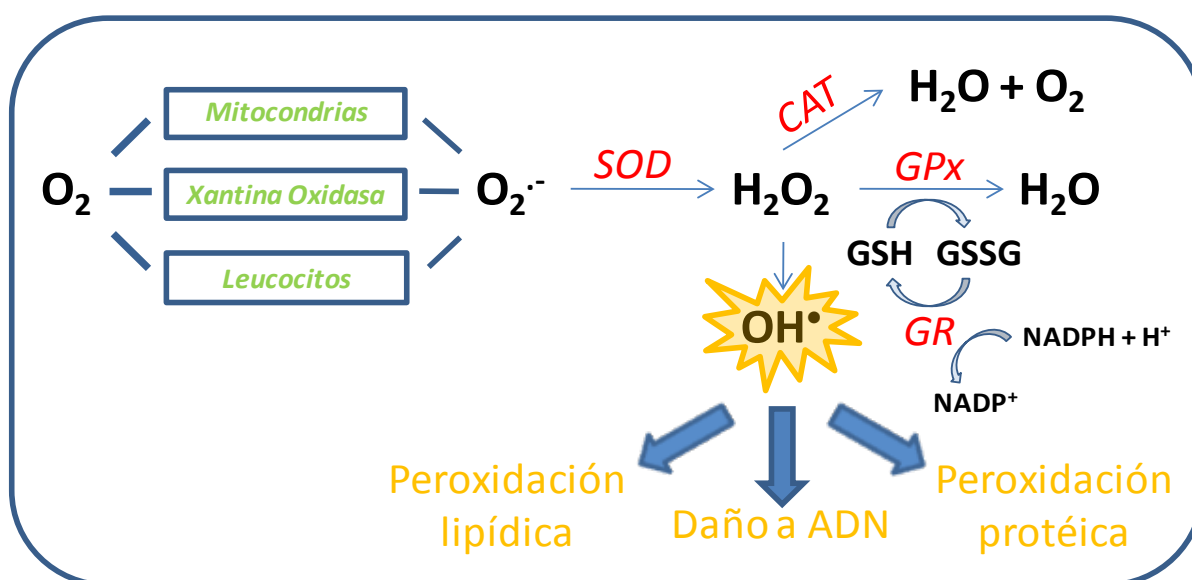 Mitocondrias
Xantina Oxidasa
Leucocitos
O₂
O₂·⁻
SOD
H₂O₂
CAT
H₂O + O₂
GPx
H₂O
GSH GSSG
GR
NADPH + H⁺
NADP⁺
OH•
Peroxidación
lipídica
Daño a ADN
Peroxidación
protéica